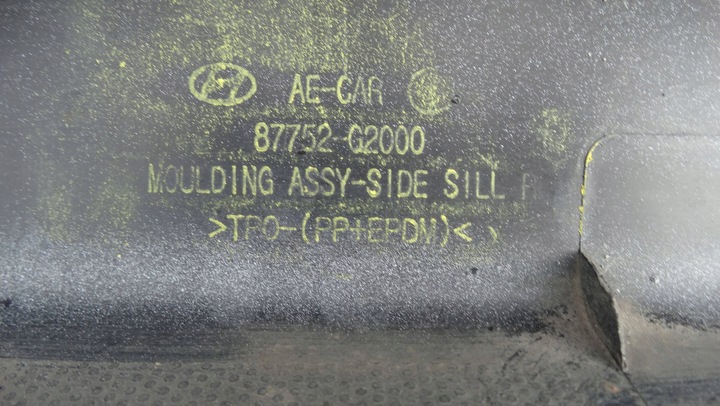 AE-CAR
87752-G2000
MOULDING ASSY-SIDE SILL R
>TPO-(PP+EPDM)<